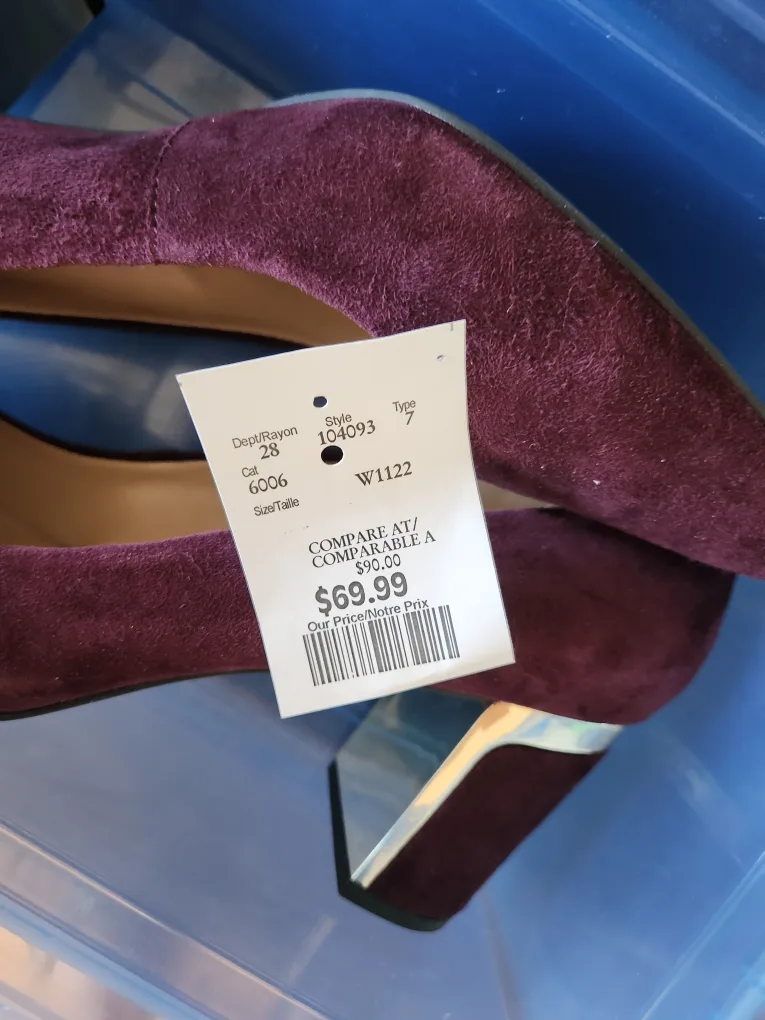 Dept/Rayon Style Type
28 104093 7
Cat
6006 W1122
Size/Taille
COMPARE AT/
COMPARABLE A
$90.00
$69.99
Our Price/Notre Prix